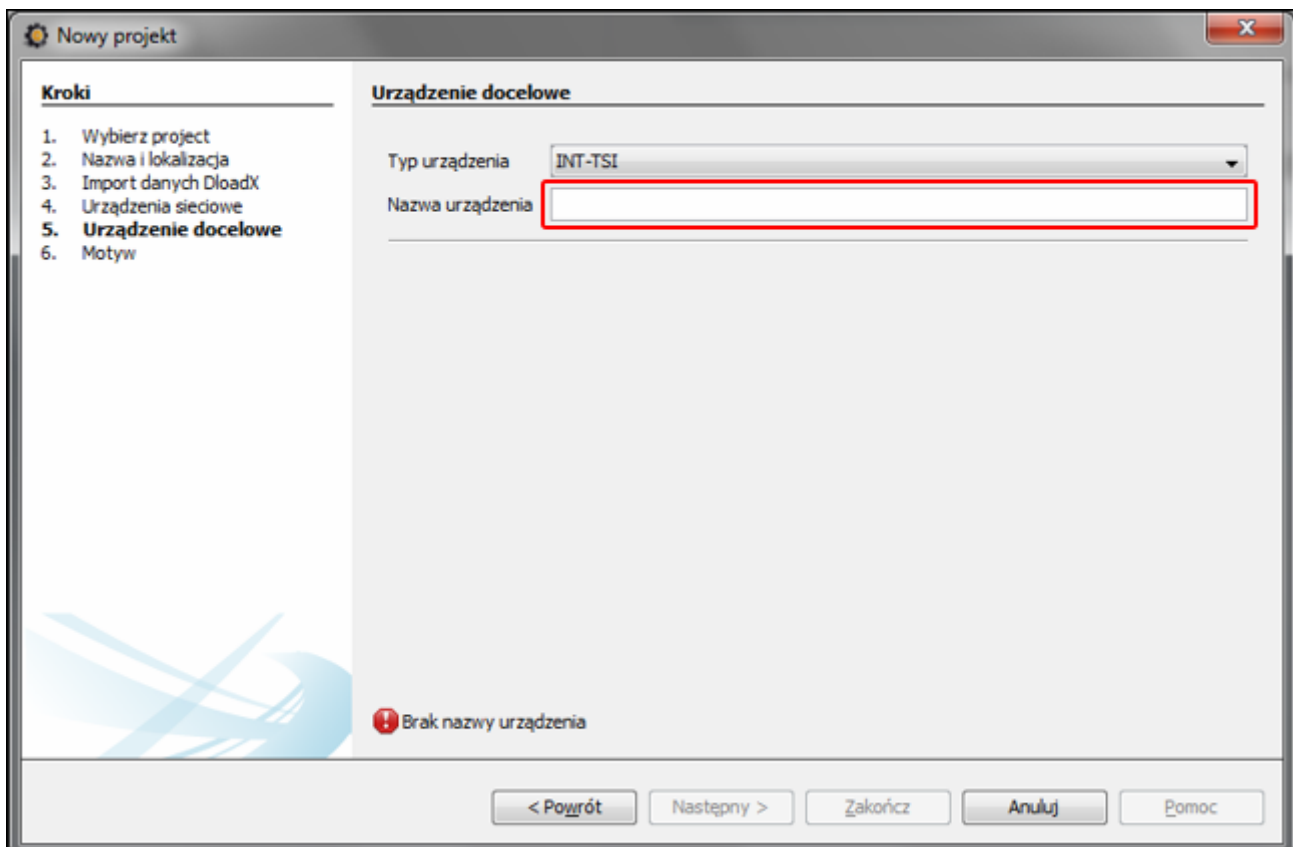 Nowy projekt
Kroki
1. Wybierz project
2. Nazwa i lokalizacja
3. Import danych DloadX
4. Urządzenia sieciowe
5. Urządzenie docelowe
6. Motyw
Urządzenie docelowe
Typ urządzenia INT-TSI
Nazwa urządzenia
Brak nazwy urządzenia
< Powrót Następny > Zakończ Anuluj Pomoc